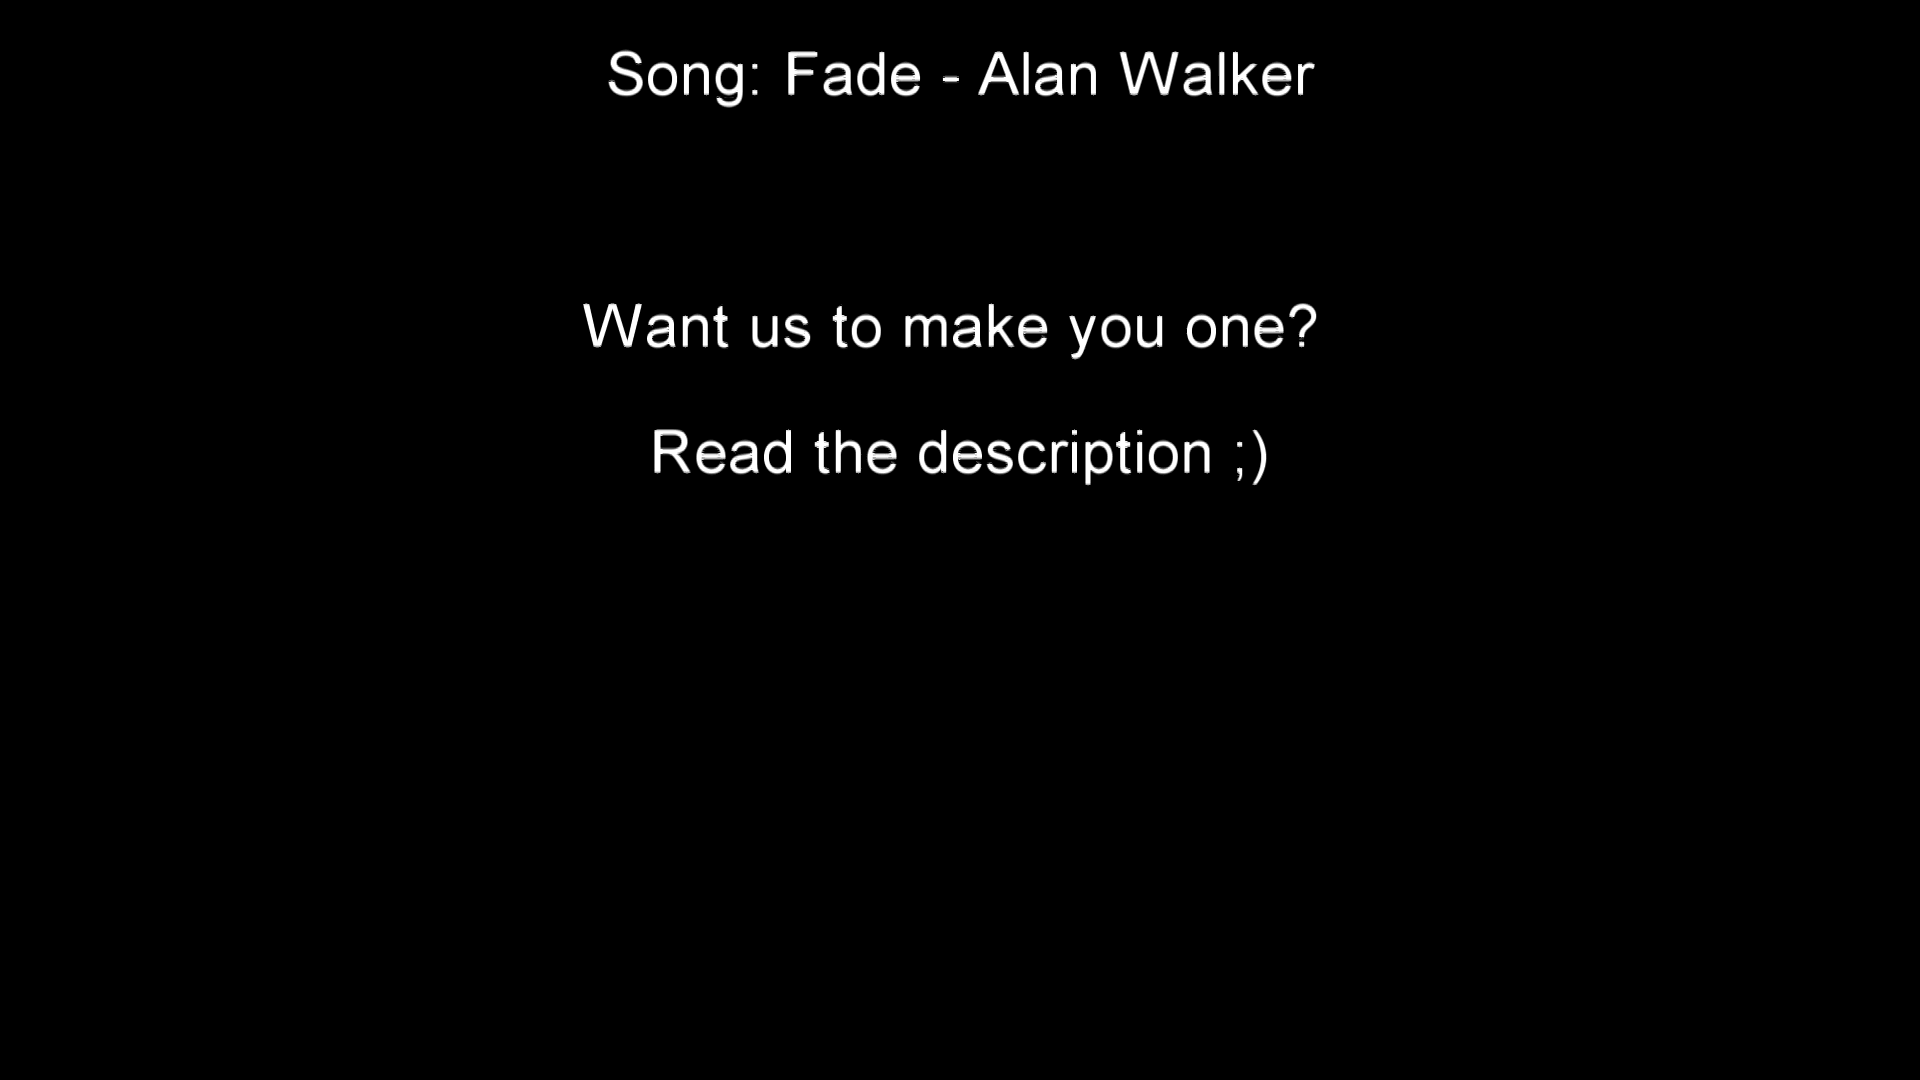 Song: Fade - Alan Walker
Want us to make you one?
Read the description ;)